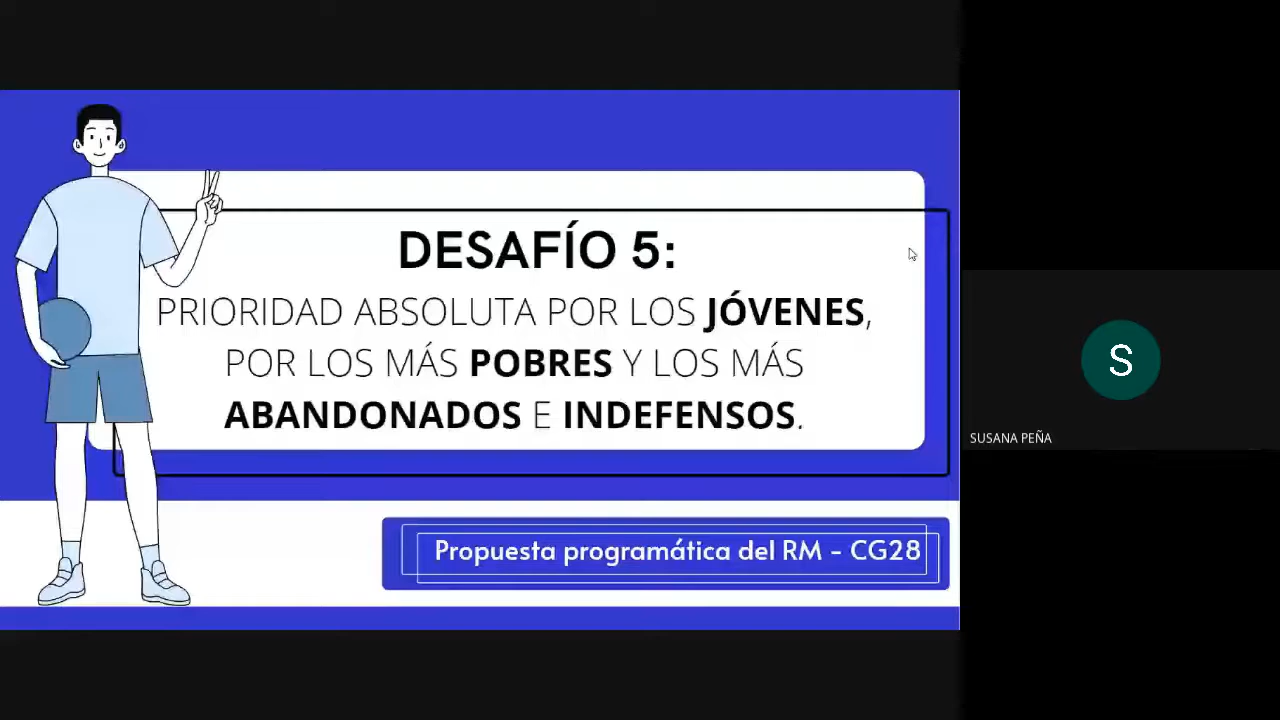 DESAFÍO 5:
PRIORIDAD ABSOLUTA POR LOS JÓVENES,
POR LOS MÁS POBRES Y LOS MÁS
ABANDONADOS E INDEFENSOS.
Propuesta programática del RM - CG28
S
SUSANA PEÑA